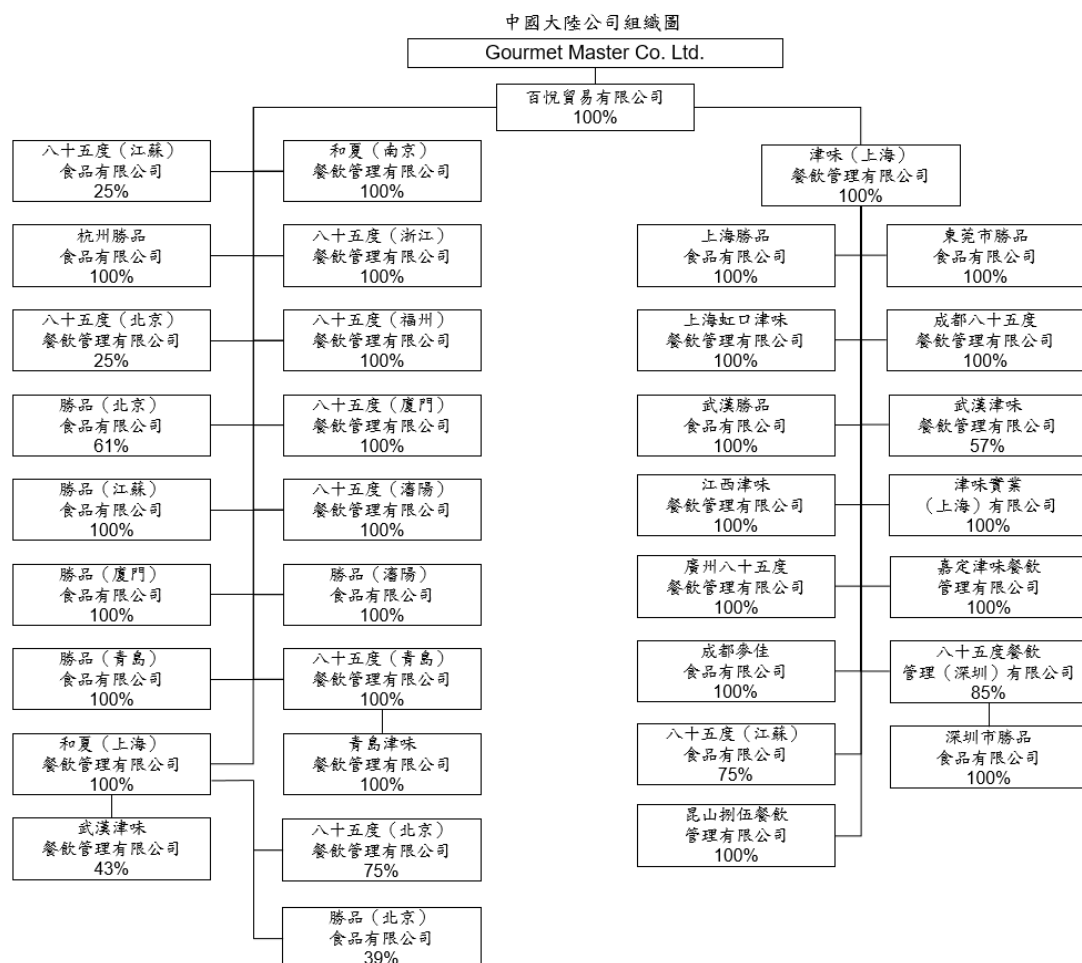 中國大陸公司組織圖
Gourmet Master Co. Ltd.
百悅貿易有限公司
100%
八十五度（江蘇）
食品有限公司
25%
和夏（南京）
餐飲管理有限公司
100%
杭州勝品
食品有限公司
100%
八十五度（浙江）
餐飲管理有限公司
100%
八十五度（北京）
餐飲管理有限公司
25%
八十五度（福州）
餐飲管理有限公司
100%
勝品（北京）
食品有限公司
61%
八十五度（廈門）
餐飲管理有限公司
100%
勝品（江蘇）
食品有限公司
100%
八十五度（瀋陽）
餐飲管理有限公司
100%
勝品（廈門）
食品有限公司
100%
勝品（瀋陽）
食品有限公司
100%
勝品（青島）
食品有限公司
100%
八十五度（青島）
餐飲管理有限公司
100%
和夏（上海）
餐飲管理有限公司
100%
青島津味
餐飲管理有限公司
100%
武漢津味
餐飲管理有限公司
43%
八十五度（北京）
餐飲管理有限公司
75%
勝品（北京）
食品有限公司
39%
津味（上海）
餐飲管理有限公司
100%
上海勝品
食品有限公司
100%
東莞市勝品
食品有限公司
100%
上海虹口津味
餐飲管理有限公司
100%
成都八十五度
餐飲管理有限公司
100%
武漢勝品
食品有限公司
100%
武漢津味
餐飲管理有限公司
57%
江西津味
餐飲管理有限公司
100%
津味實業
（上海）有限公司
100%
廣州八十五度
餐飲管理有限公司
100%
嘉定津味餐飲
管理有限公司
100%
成都麥佳
食品有限公司
100%
八十五度餐飲
管理（深圳）有限公司
85%
八十五度（江蘇）
食品有限公司
75%
深圳市勝品
食品有限公司
100%
昆山捌伍餐飲
管理有限公司
100%